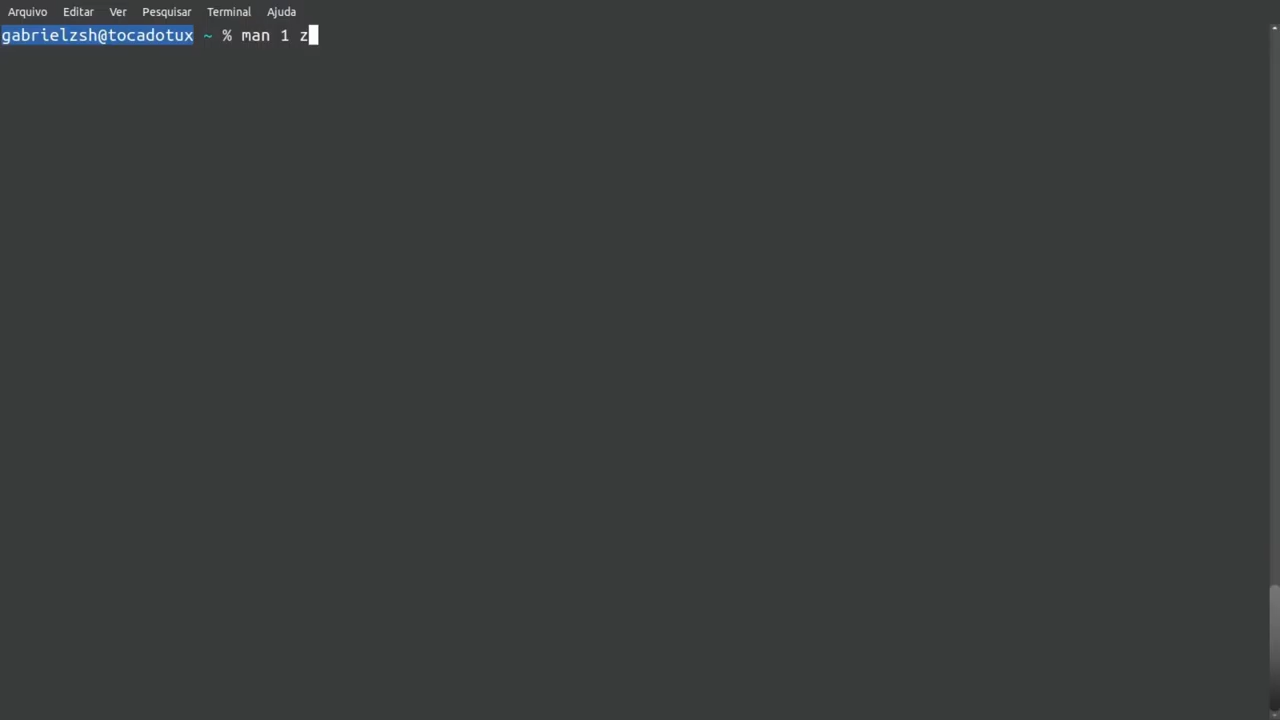 Arquivo Editar Ver Pesquisar Terminal Ajuda
gabrielzsh@tocadotux ~ % man 1 z